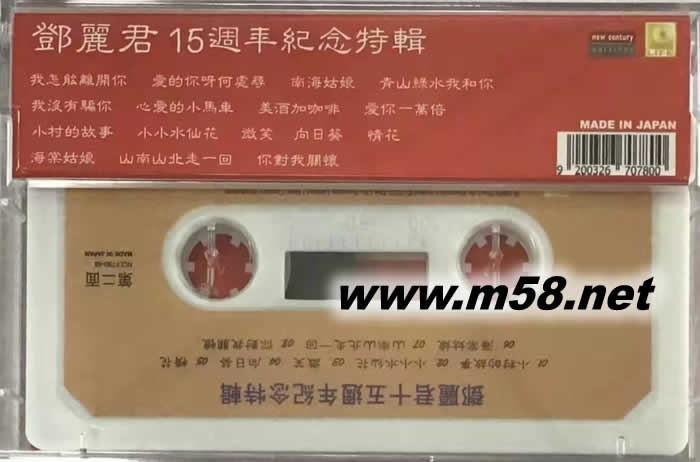 鄧麗君 15週年紀念特輯
new century
LIFE
我怎能離開你 愛的你呀何處尋 南海姑娘 青山綠水我和你
我沒有騙你 心愛的小馬車 美酒加咖啡 愛你一萬倍
小村的故事 小小水仙花 微笑 向日葵 情花
海棠姑娘 山南山北走一回 你對我關懷
MADE IN JAPAN
9 200326 707800
第二面
MADE IN JAPAN
www.m58.net
鄧麗君十五週年紀念特輯
01 小村的故事 02 小小水仙花 03 微笑 04 向日葵 05 情花
06 海棠姑娘 07 山南山北走一回 08 你對我關懷